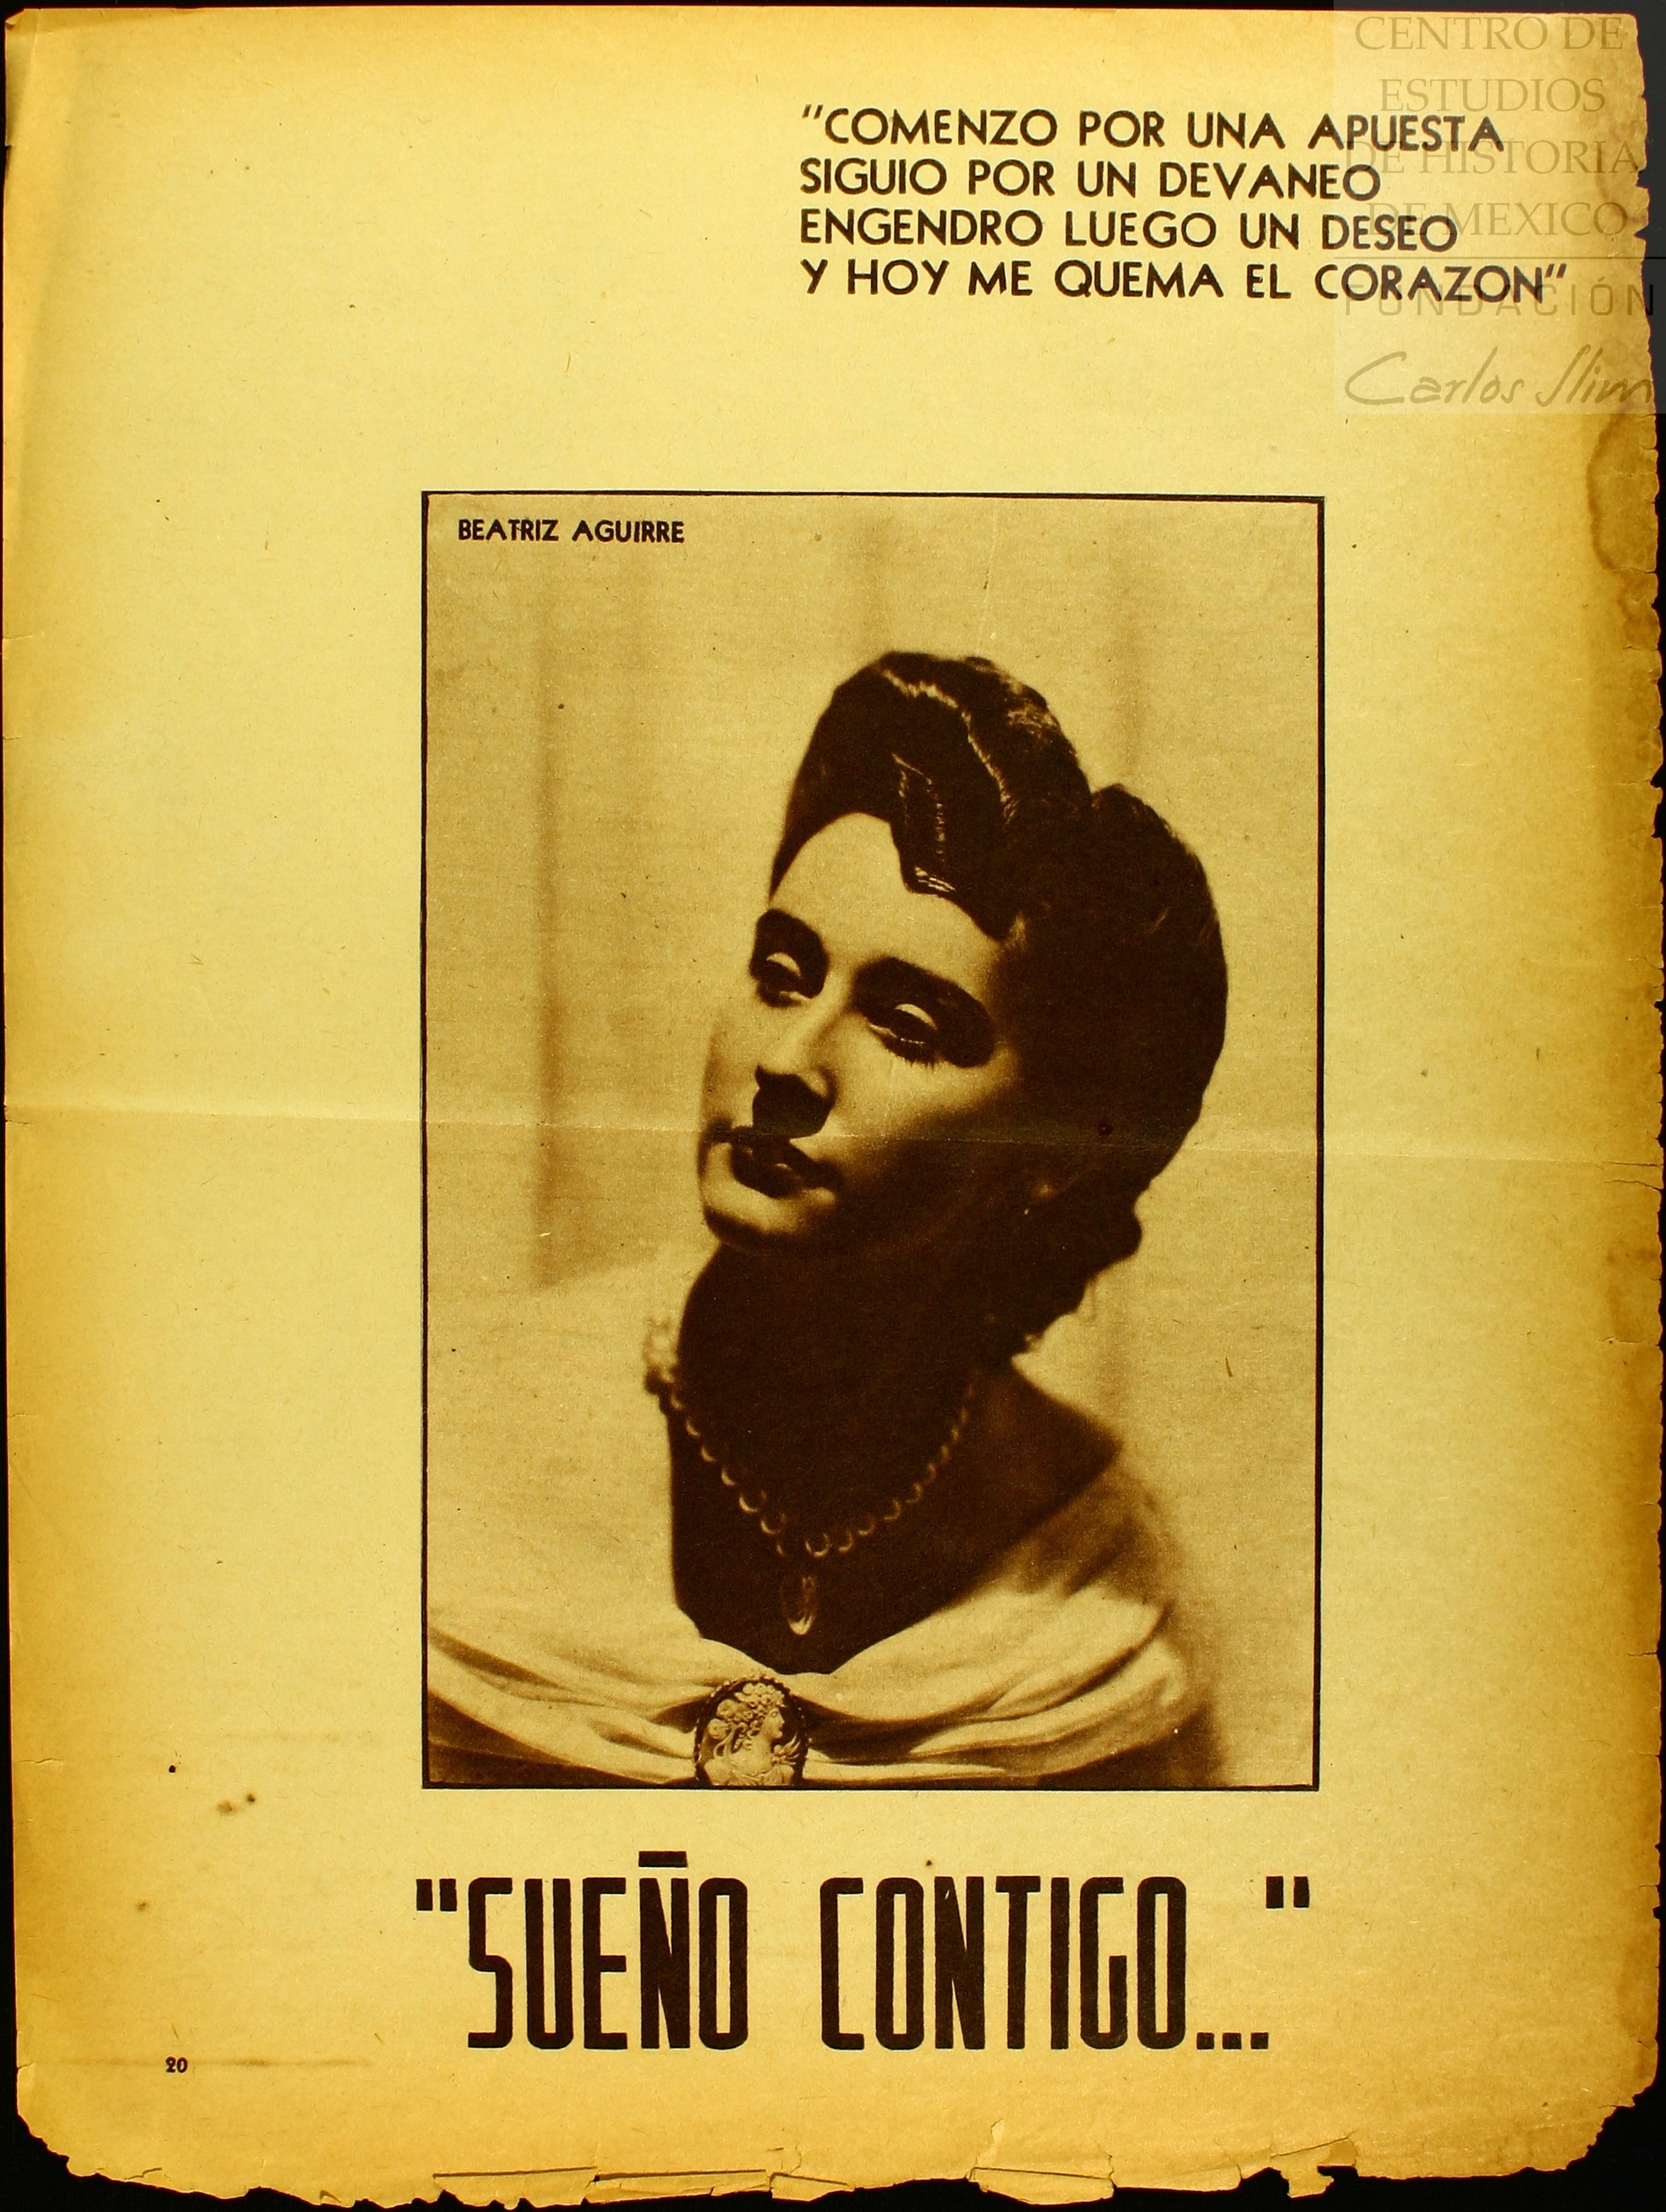 CENTRO DE
ESTUDIOS
DE HISTORIA
DE MEXICO
FUNDACIÓN
Carlos Slim
"COMENZO POR UNA APUESTA
SIGUIO POR UN DEVANEO
ENGENDRO LUEGO UN DESEO
Y HOY ME QUEMA EL CORAZON"
BEATRIZ AGUIRRE
"SUEÑO CONTIGO..."
20